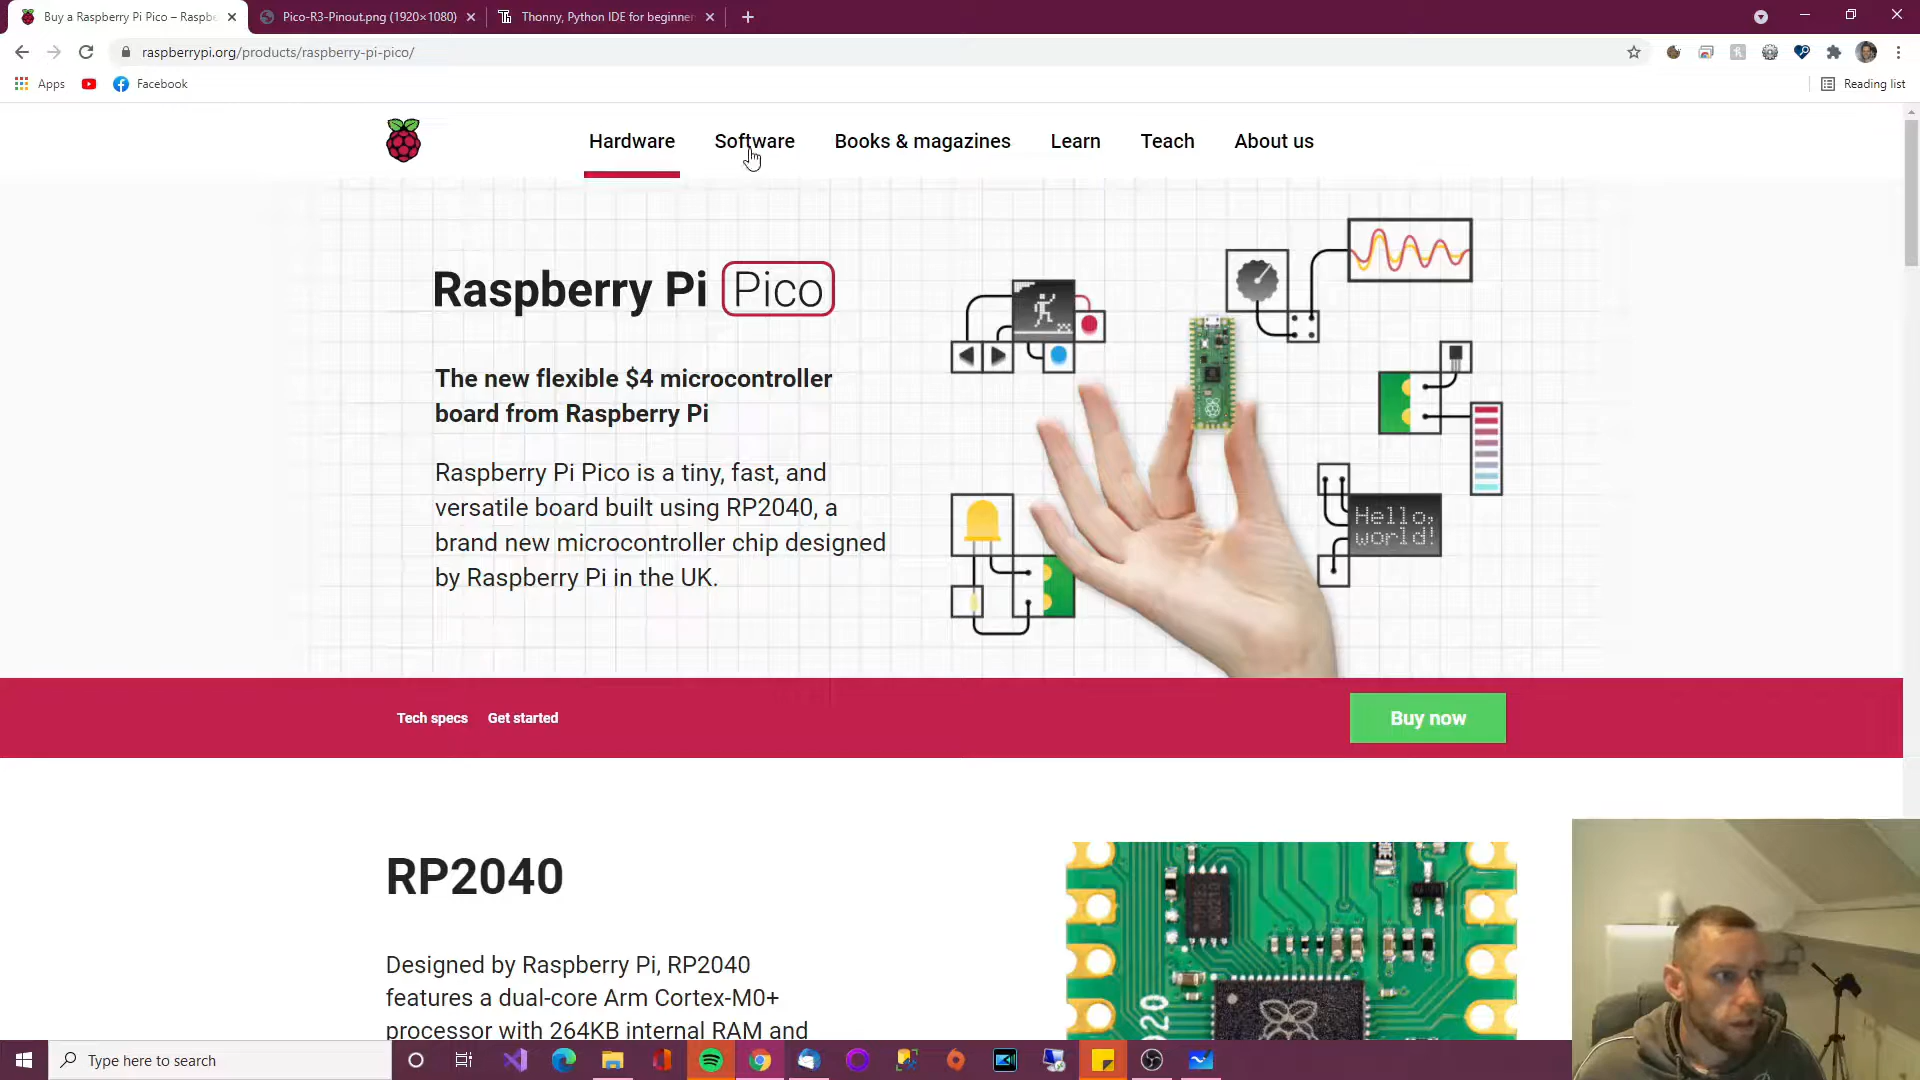 Buy a Raspberry Pi Pico – Raspbe
Pico-R3-Pinout.png (1920×1080)
Thonny, Python IDE for beginner
raspberrypi.org/products/raspberry-pi-pico/
Apps
Facebook
Reading list
Hardware
Software
Books & magazines
Learn
Teach
About us
Raspberry Pi Pico
The new flexible $4 microcontroller
board from Raspberry Pi
Raspberry Pi Pico is a tiny, fast, and
versatile board built using RP2040, a
brand new microcontroller chip designed
by Raspberry Pi in the UK.
Hello,
world!
Tech specs
Get started
Buy now
RP2040
Designed by Raspberry Pi, RP2040
features a dual-core Arm Cortex-M0+
processor with 264KB internal RAM and
Type here to search